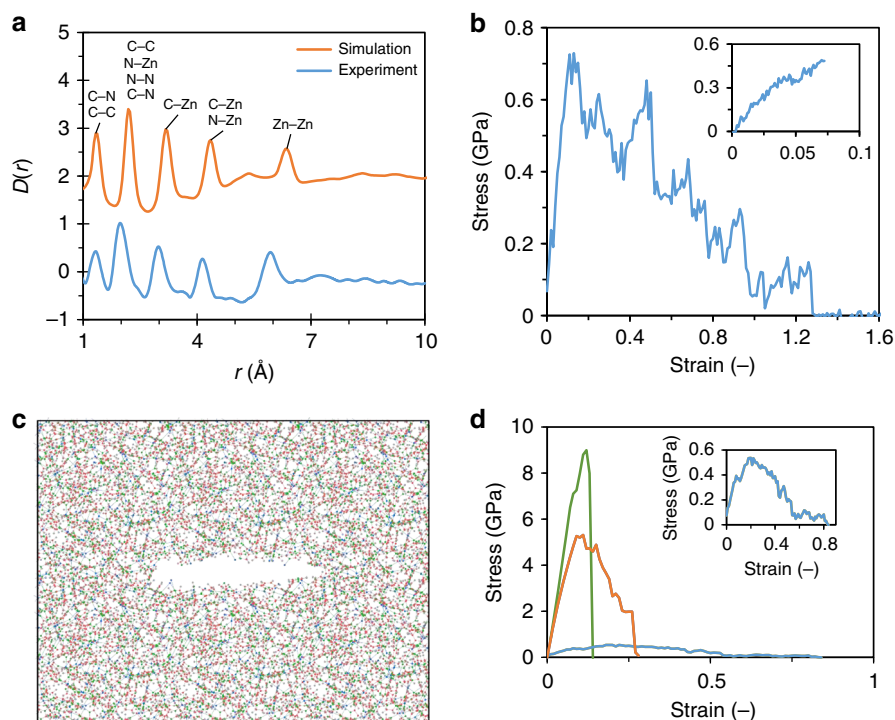 a
5
4
3
2
1
0
–1
D(r)
C–C
N–Zn
N–N
C–N
C–N
C–C
C–Zn
C–Zn
N–Zn
Zn–Zn
Simulation
Experiment
1
4
7
10
r (Å)
b
0.8
0.6
0.4
0.2
0
Stress (GPa)
0
0.4
0.8
1.2
1.6
Strain (–)
0.6
0.3
0
0
0.05
0.1
c
d
10
8
6
4
2
0
Stress (GPa)
0
0.5
1
Strain (–)
0.6
0.4
0.2
0
Stress (GPa)
0
0.4
0.8
Strain (–)